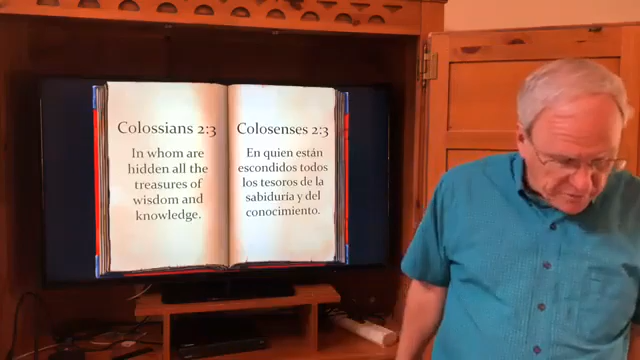 Colossians 2:3
In whom are
hidden all the
treasures of
wisdom and
knowledge.
Colosenses 2:3
En quien están
escondidos todos
los tesoros de la
sabiduría y del
conocimiento.